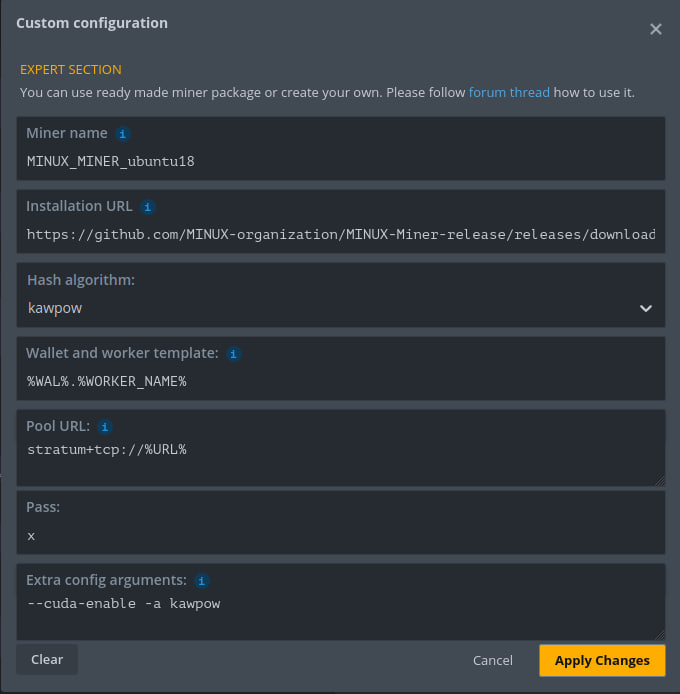 Custom configuration
EXPERT SECTION
You can use ready made miner package or create your own. Please follow forum thread how to use it.
Miner name
MINUX_MINER_ubuntu18
Installation URL
https://github.com/MINUX-organization/MINUX-Miner-release/releases/download
Hash algorithm:
kawpow
Wallet and worker template:
%WAL%.%WORKER_NAME%
Pool URL:
stratum+tcp://%URL%
Pass:
x
Extra config arguments:
--cuda-enable -a kawpow
Clear
Cancel
Apply Changes